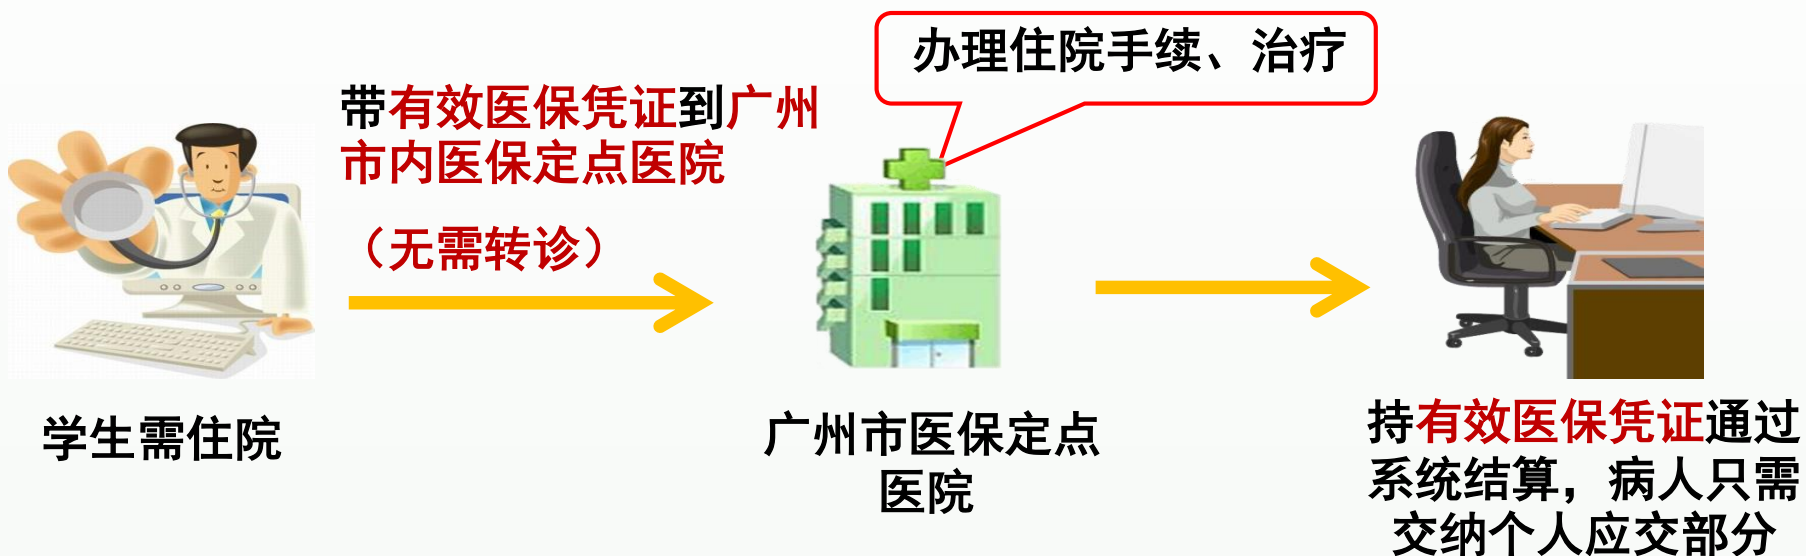 办理住院手续、治疗
带有效医保凭证到广州
市内医保定点医院
（无需转诊）
学生需住院
广州市医保定点
医院
持有效医保凭证通过
系统结算，病人只需
交纳个人应交部分